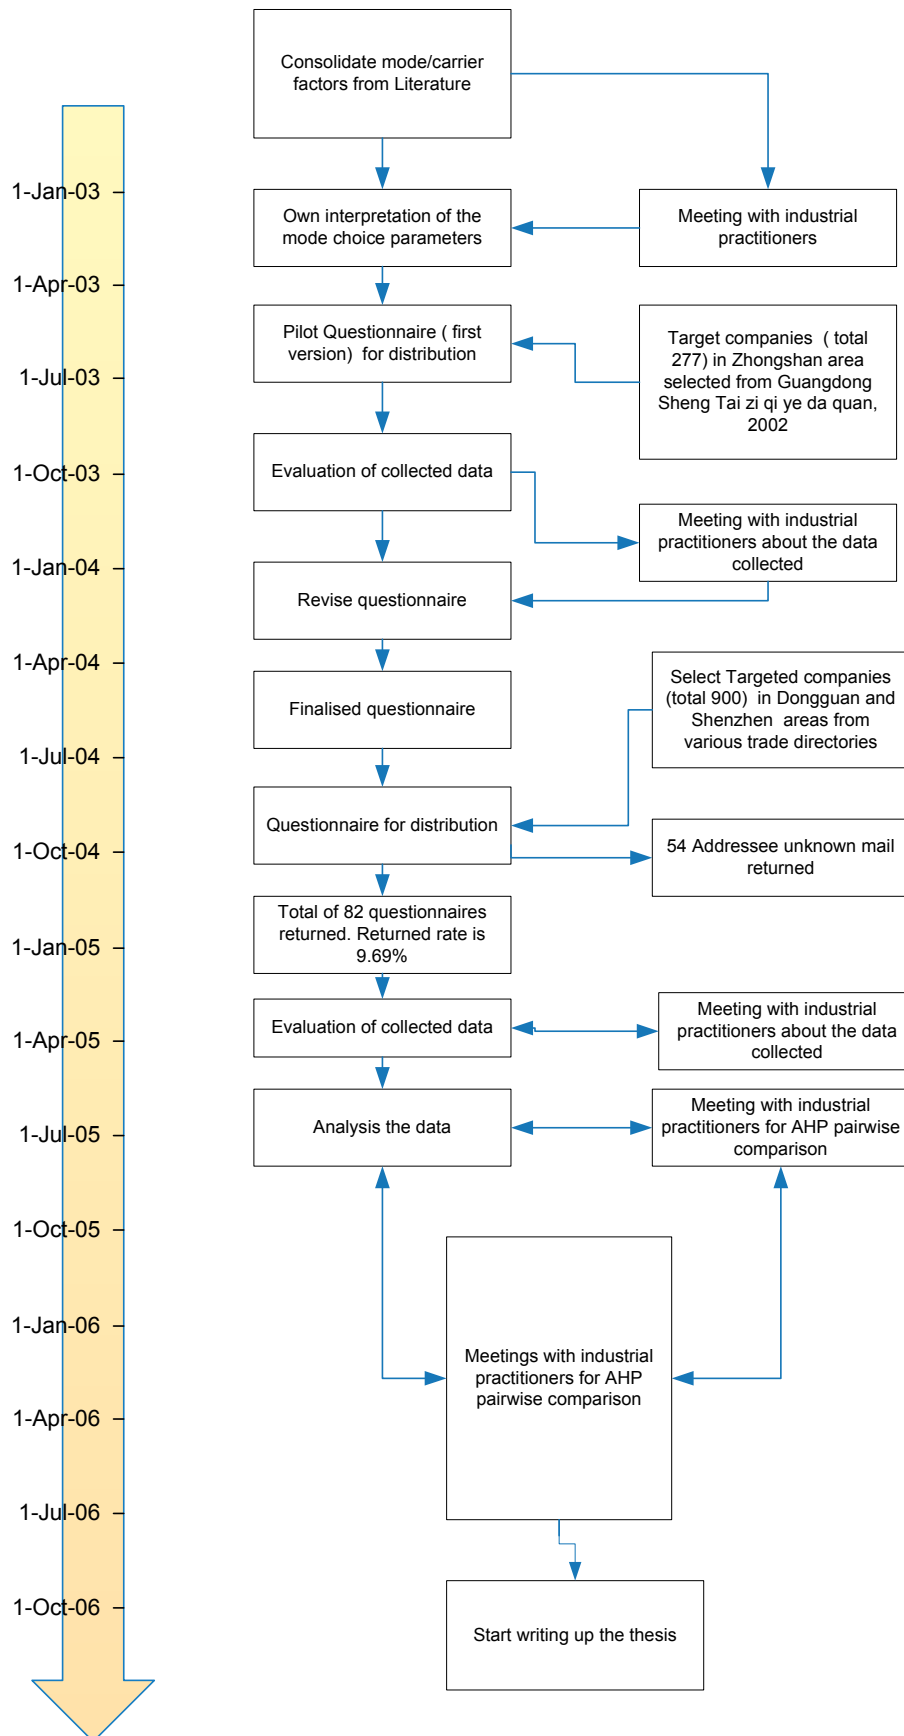 Consolidate mode/carrier
factors from Literature
1-Jan-03
Own interpretation of the
mode choice parameters
Meeting with industrial
practitioners
1-Apr-03
Pilot Questionnaire ( first
version)  for distribution
Target companies  ( total
277) in Zhongshan area
selected from Guangdong
Sheng Tai zi qi ye da quan,
2002
1-Jul-03
Evaluation of collected data
1-Oct-03
Meeting with industrial
practitioners about the data
collected
1-Jan-04
Revise questionnaire
1-Apr-04
Finalised questionnaire
Select Targeted companies
(total 900)  in Dongguan and
Shenzhen  areas from
various trade directories
1-Jul-04
Questionnaire for distribution
1-Oct-04
54 Addressee unknown mail
returned
Total of 82 questionnaires
returned. Returned rate is
9.69%
1-Jan-05
Evaluation of collected data
Meeting with industrial
practitioners about the data
collected
1-Apr-05
Analysis the data
Meeting with industrial
practitioners for AHP pairwise
comparison
1-Jul-05
1-Oct-05
1-Jan-06
Meetings with industrial
practitioners for AHP
pairwise comparison
1-Apr-06
1-Jul-06
1-Oct-06
Start writing up the thesis